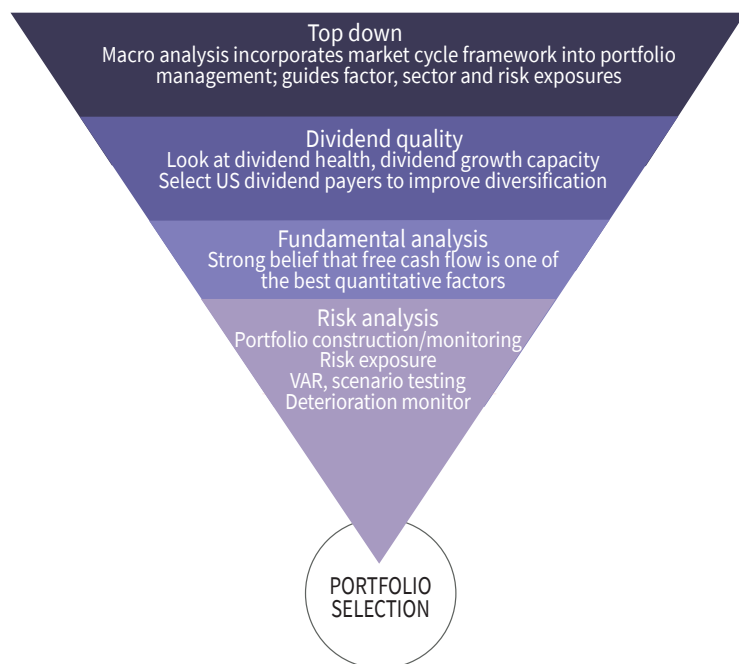 Top down
Macro analysis incorporates market cycle framework into portfolio
management; guides factor, sector and risk exposures
Dividend quality
Look at dividend health, dividend growth capacity
Select US dividend payers to improve diversification
Fundamental analysis
Strong belief that free cash flow is one of
the best quantitative factors
Risk analysis
Portfolio construction/monitoring
Risk exposure
VAR, scenario testing
Deterioration monitor
PORTFOLIO
SELECTION